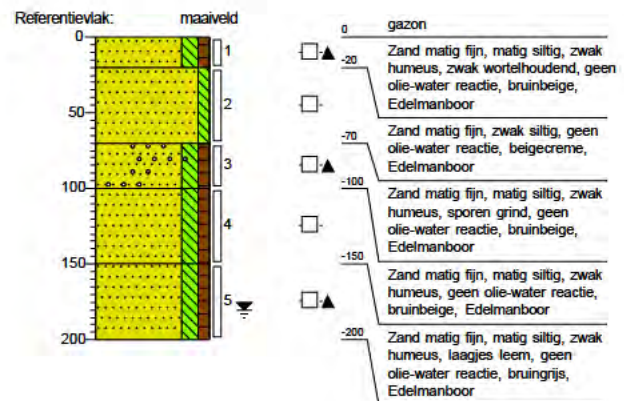 Referentievlak: maaiveld
0
50
100
150
200
1
2
3
4
5
0 gazon
-20
Zand matig fijn, matig siltig, zwak
humeus, zwak wortelhoudend, geen
olie-water reactie, bruinbeige,
Edelmanboor
-70
Zand matig fijn, zwak siltig, geen
olie-water reactie, beigecreme,
Edelmanboor
-100
Zand matig fijn, matig siltig, zwak
humeus, sporen grind, geen
olie-water reactie, bruinbeige,
Edelmanboor
-150
Zand matig fijn, matig siltig, zwak
humeus, geen olie-water reactie,
bruinbeige, Edelmanboor
-200
Zand matig fijn, matig siltig, zwak
humeus, laagjes leem, geen
olie-water reactie, bruingrijs,
Edelmanboor